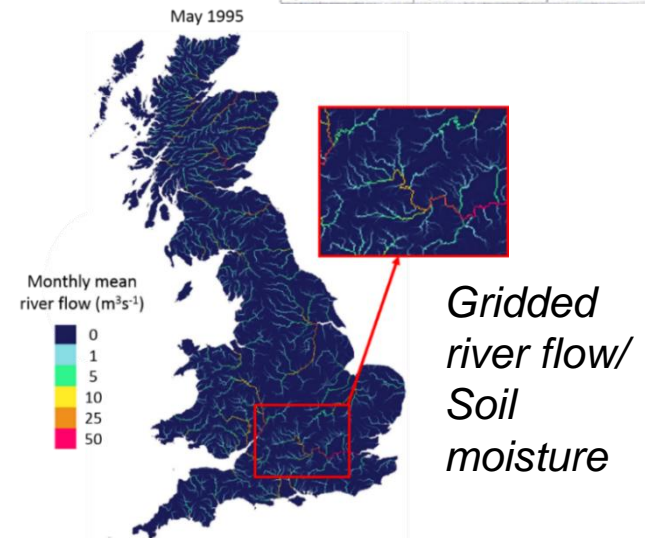 May 1995
Monthly mean
river flow (m³s⁻¹)
0
1
5
10
25
50
Gridded
river flow/
Soil
moisture